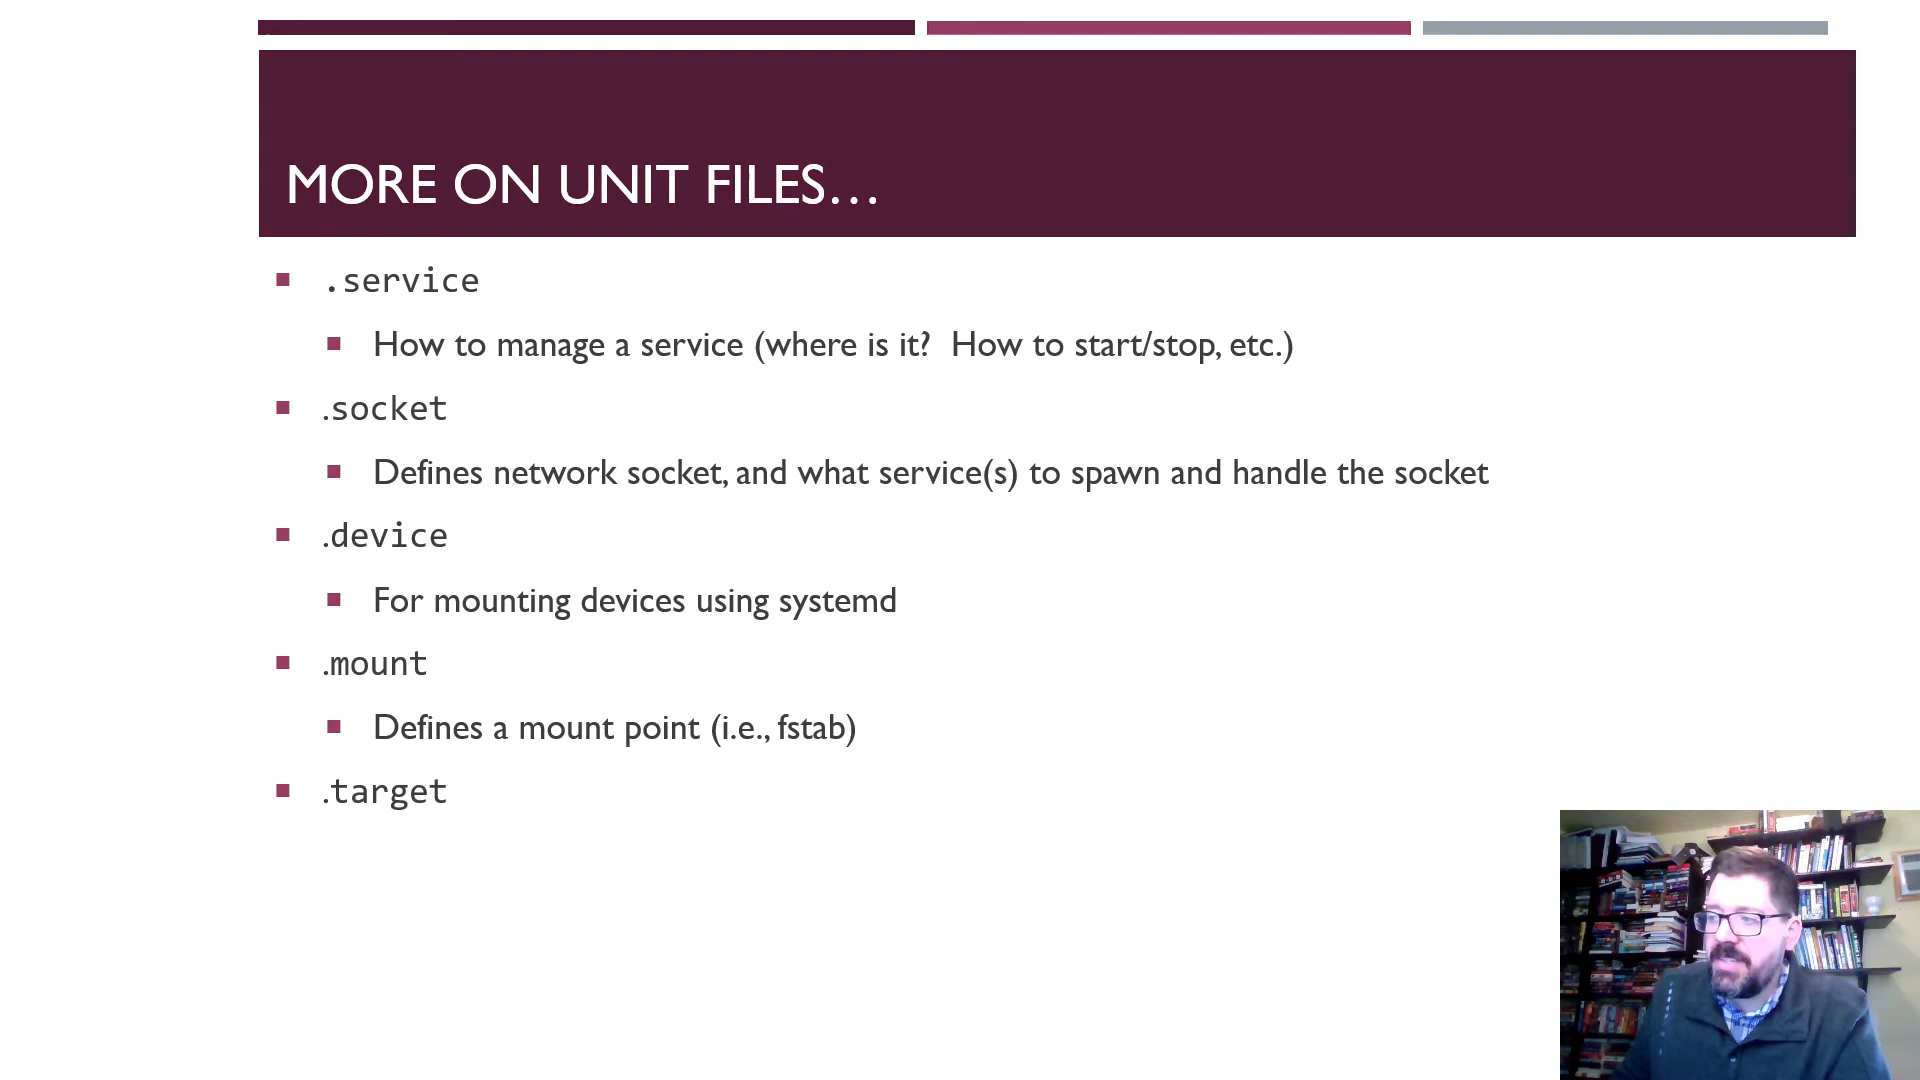 MORE ON UNIT FILES…
.service
How to manage a service (where is it?  How to start/stop, etc.)
.socket
Defines network socket, and what service(s) to spawn and handle the socket
.device
For mounting devices using systemd
.mount
Defines a mount point (i.e., fstab)
.target